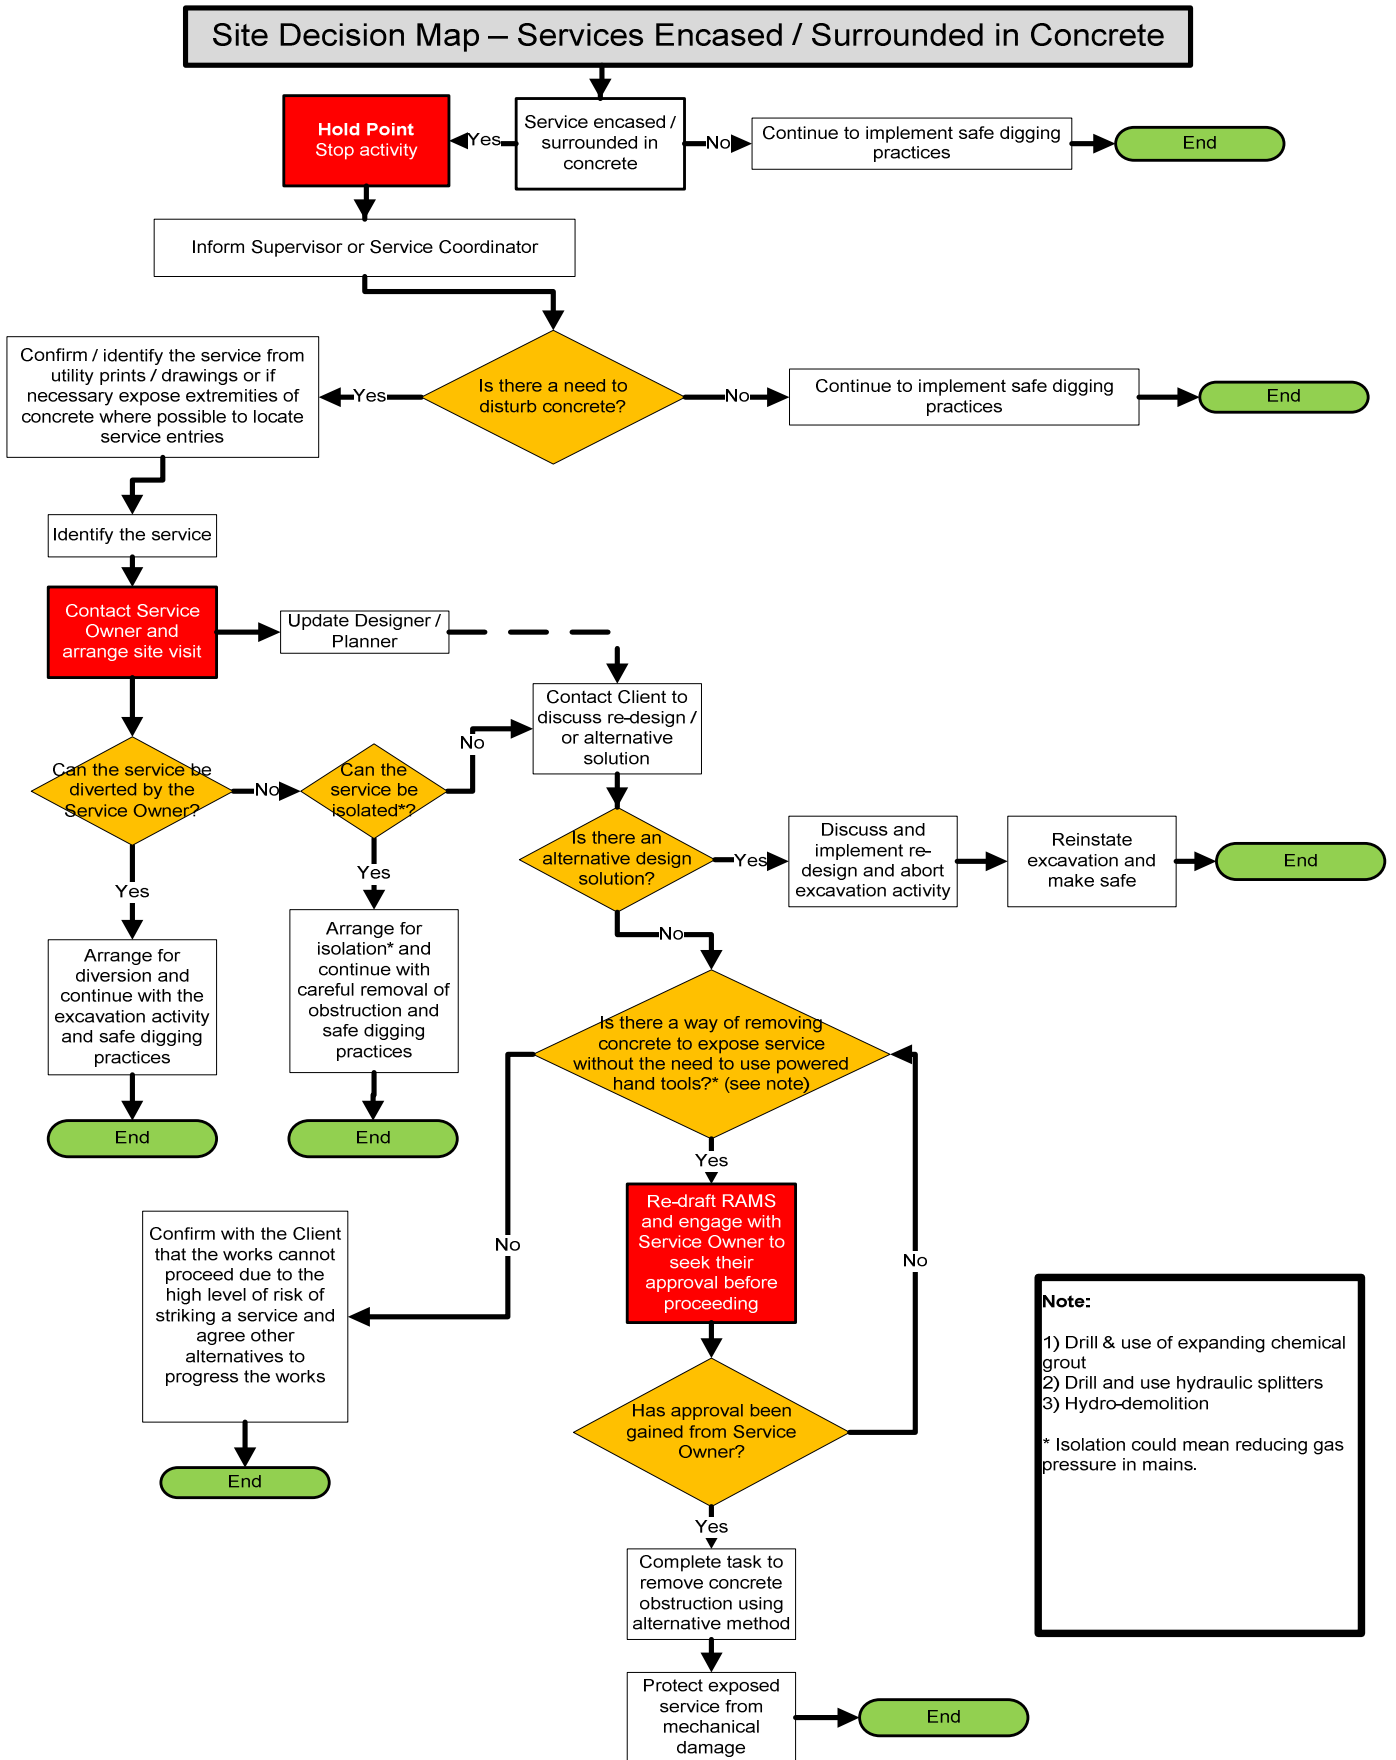 Site Decision Map – Services Encased / Surrounded in Concrete
Hold Point
Stop activity
Yes
Service encased /
surrounded in
concrete
No
Continue to implement safe digging
practices
End
Inform Supervisor or Service Coordinator
Confirm / identify the service from
utility prints / drawings or if
necessary expose extremities of
concrete where possible to locate
service entries
Yes
Is there a need to
disturb concrete?
No
Continue to implement safe digging
practices
End
Identify the service
Contact Service
Owner and
arrange site visit
Update Designer /
Planner
Contact Client to
discuss re-design /
or alternative
solution
No
Can the service be
diverted by the
Service Owner?
No
Can the
service be
isolated*?
Is there an
alternative design
solution?
Yes
Discuss and
implement re-
design and abort
excavation activity
Reinstate
excavation and
make safe
End
Yes
Yes
No
Arrange for
diversion and
continue with the
excavation activity
and safe digging
practices
Arrange for
isolation* and
continue with
careful removal of
obstruction and
safe digging
practices
Is there a way of removing
concrete to expose service
without the need to use powered
hand tools?* (see note)
End
End
Yes
Re-draft RAMS
and engage with
Service Owner to
seek their
approval before
proceeding
No
No
Confirm with the Client
that the works cannot
proceed due to the
high level of risk of
striking a service and
agree other
alternatives to
progress the works
End
Has approval been
gained from Service
Owner?
Yes
Complete task to
remove concrete
obstruction using
alternative method
Protect exposed
service from
mechanical
damage
End
Note:
1) Drill & use of expanding chemical
grout
2) Drill and use hydraulic splitters
3) Hydro-demolition
* Isolation could mean reducing gas
pressure in mains.